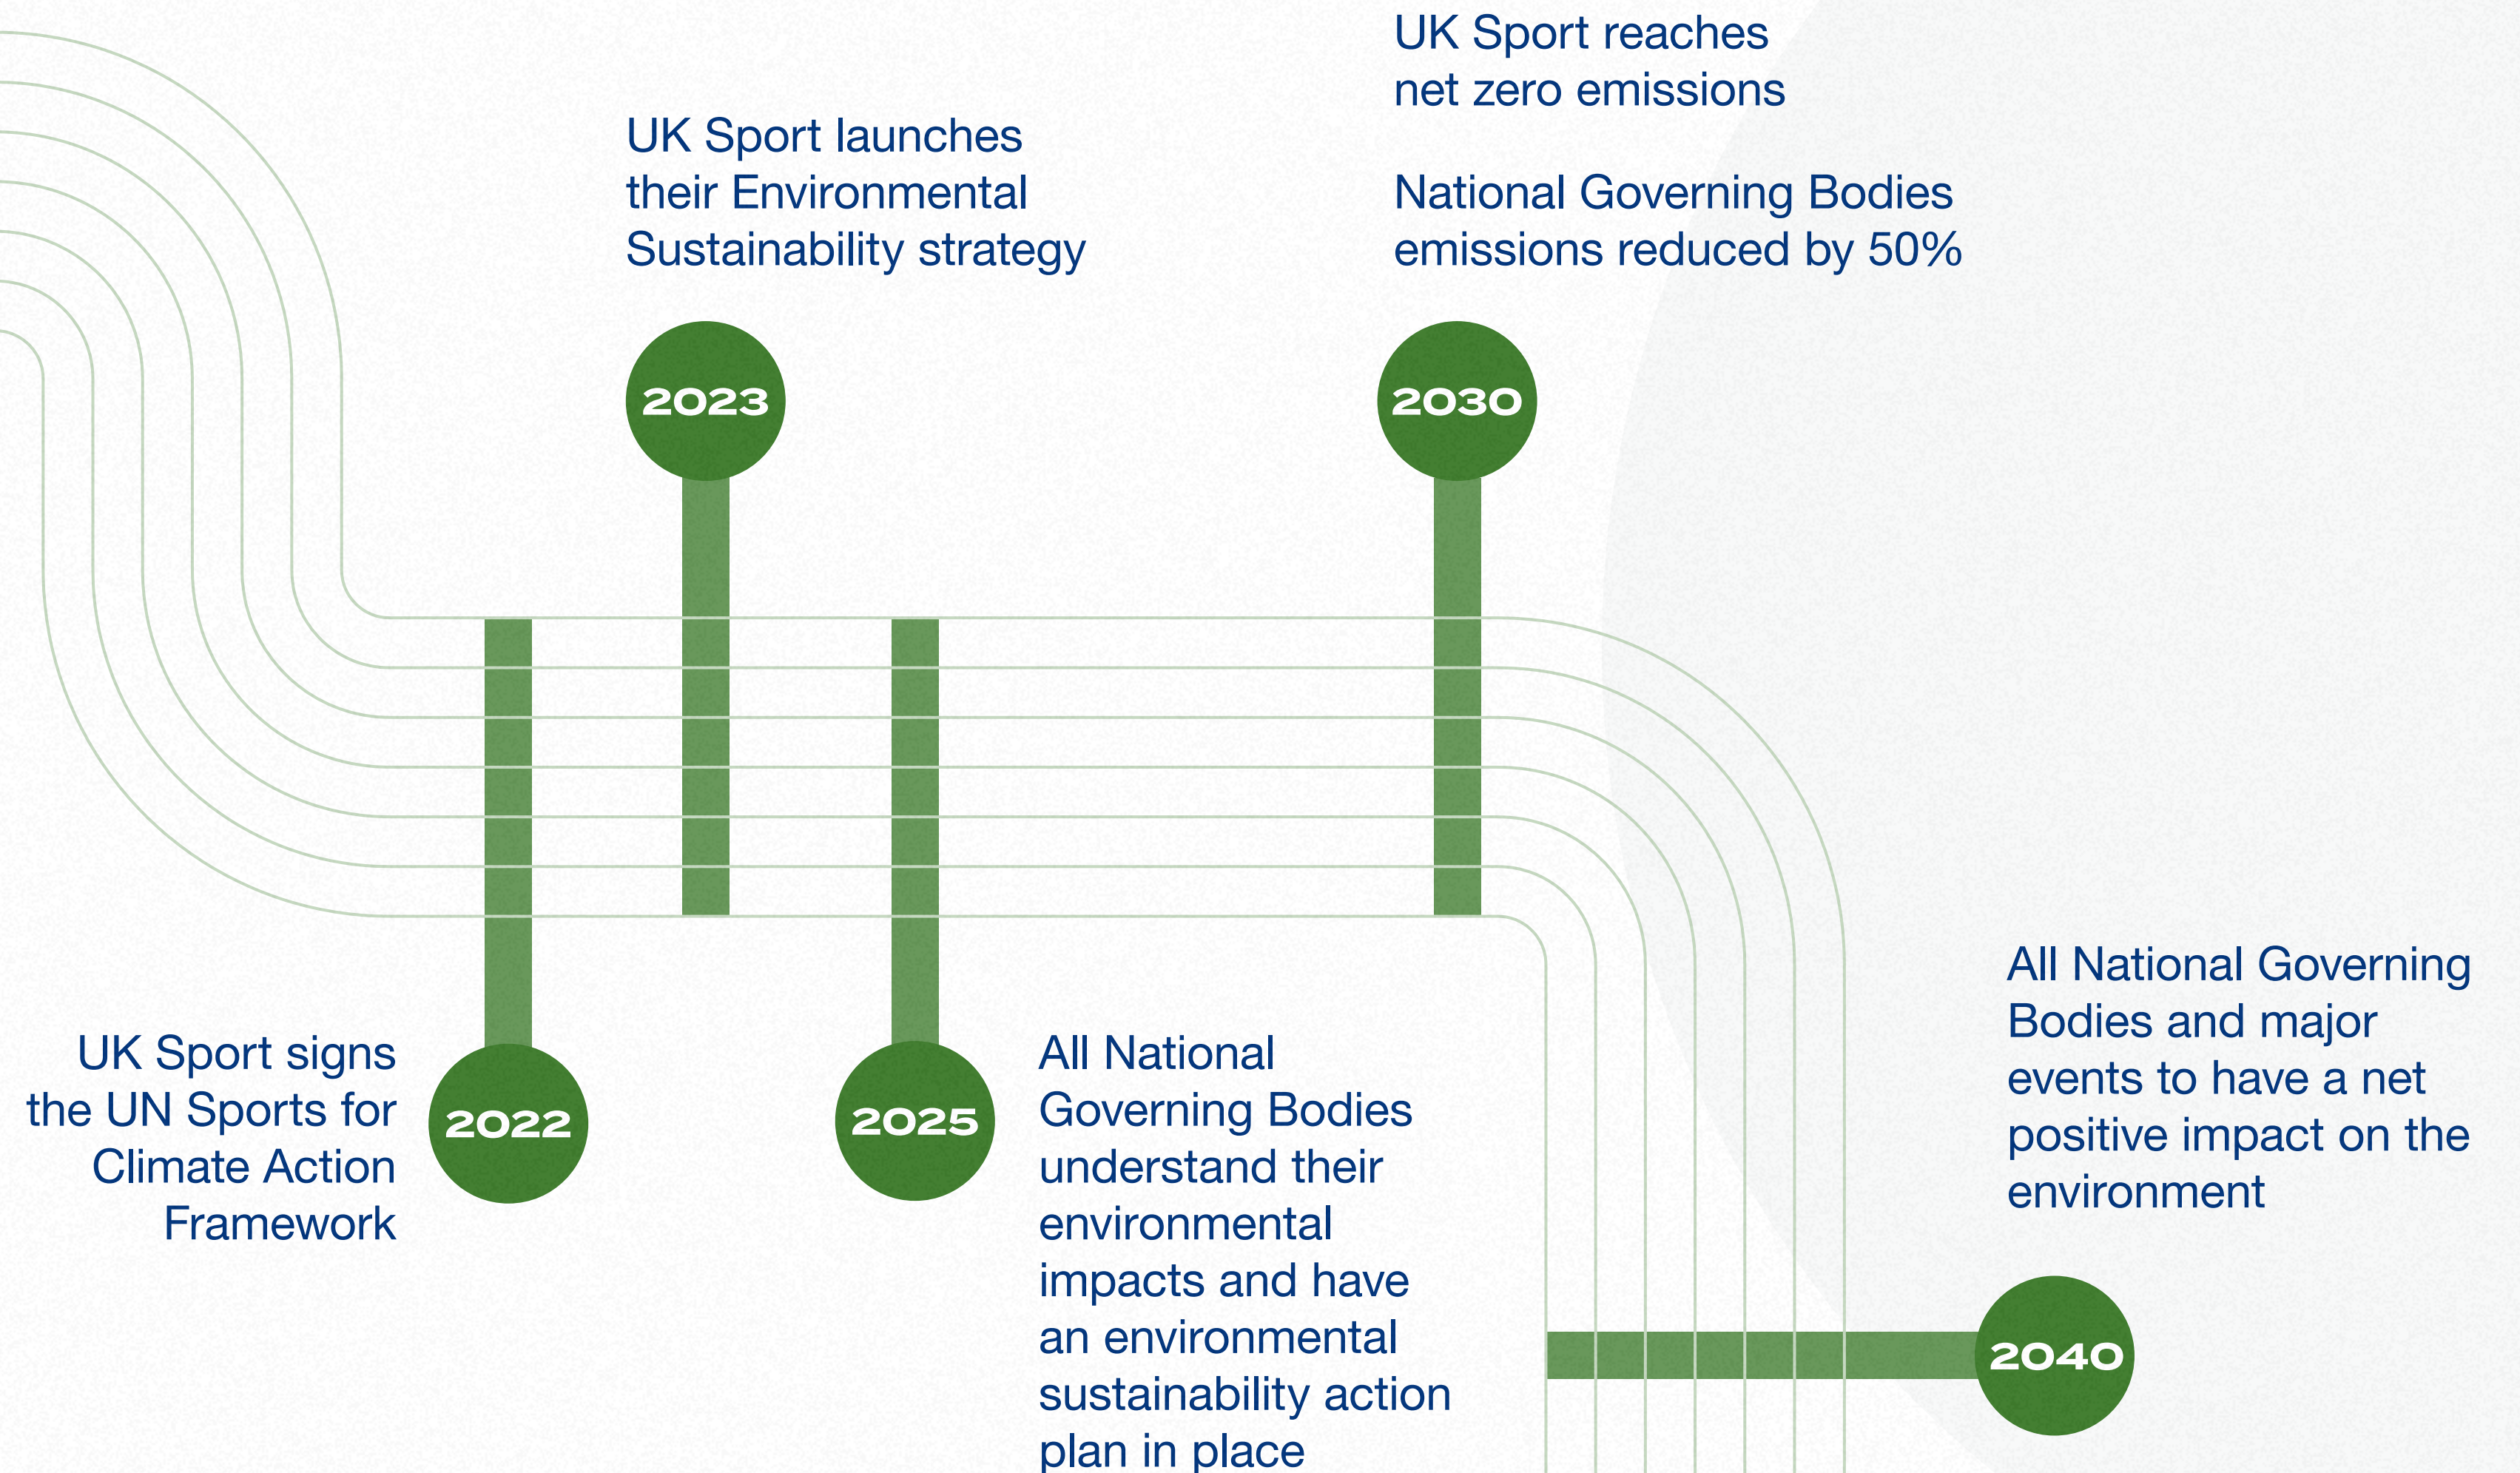 UK Sport signs
the UN Sports for
Climate Action
Framework
2022
UK Sport launches
their Environmental
Sustainability strategy
2023
2025
All National
Governing Bodies
understand their
environmental
impacts and have
an environmental
sustainability action
plan in place
UK Sport reaches
net zero emissions
National Governing Bodies
emissions reduced by 50%
2030
All National Governing
Bodies and major
events to have a net
positive impact on the
environment
2040